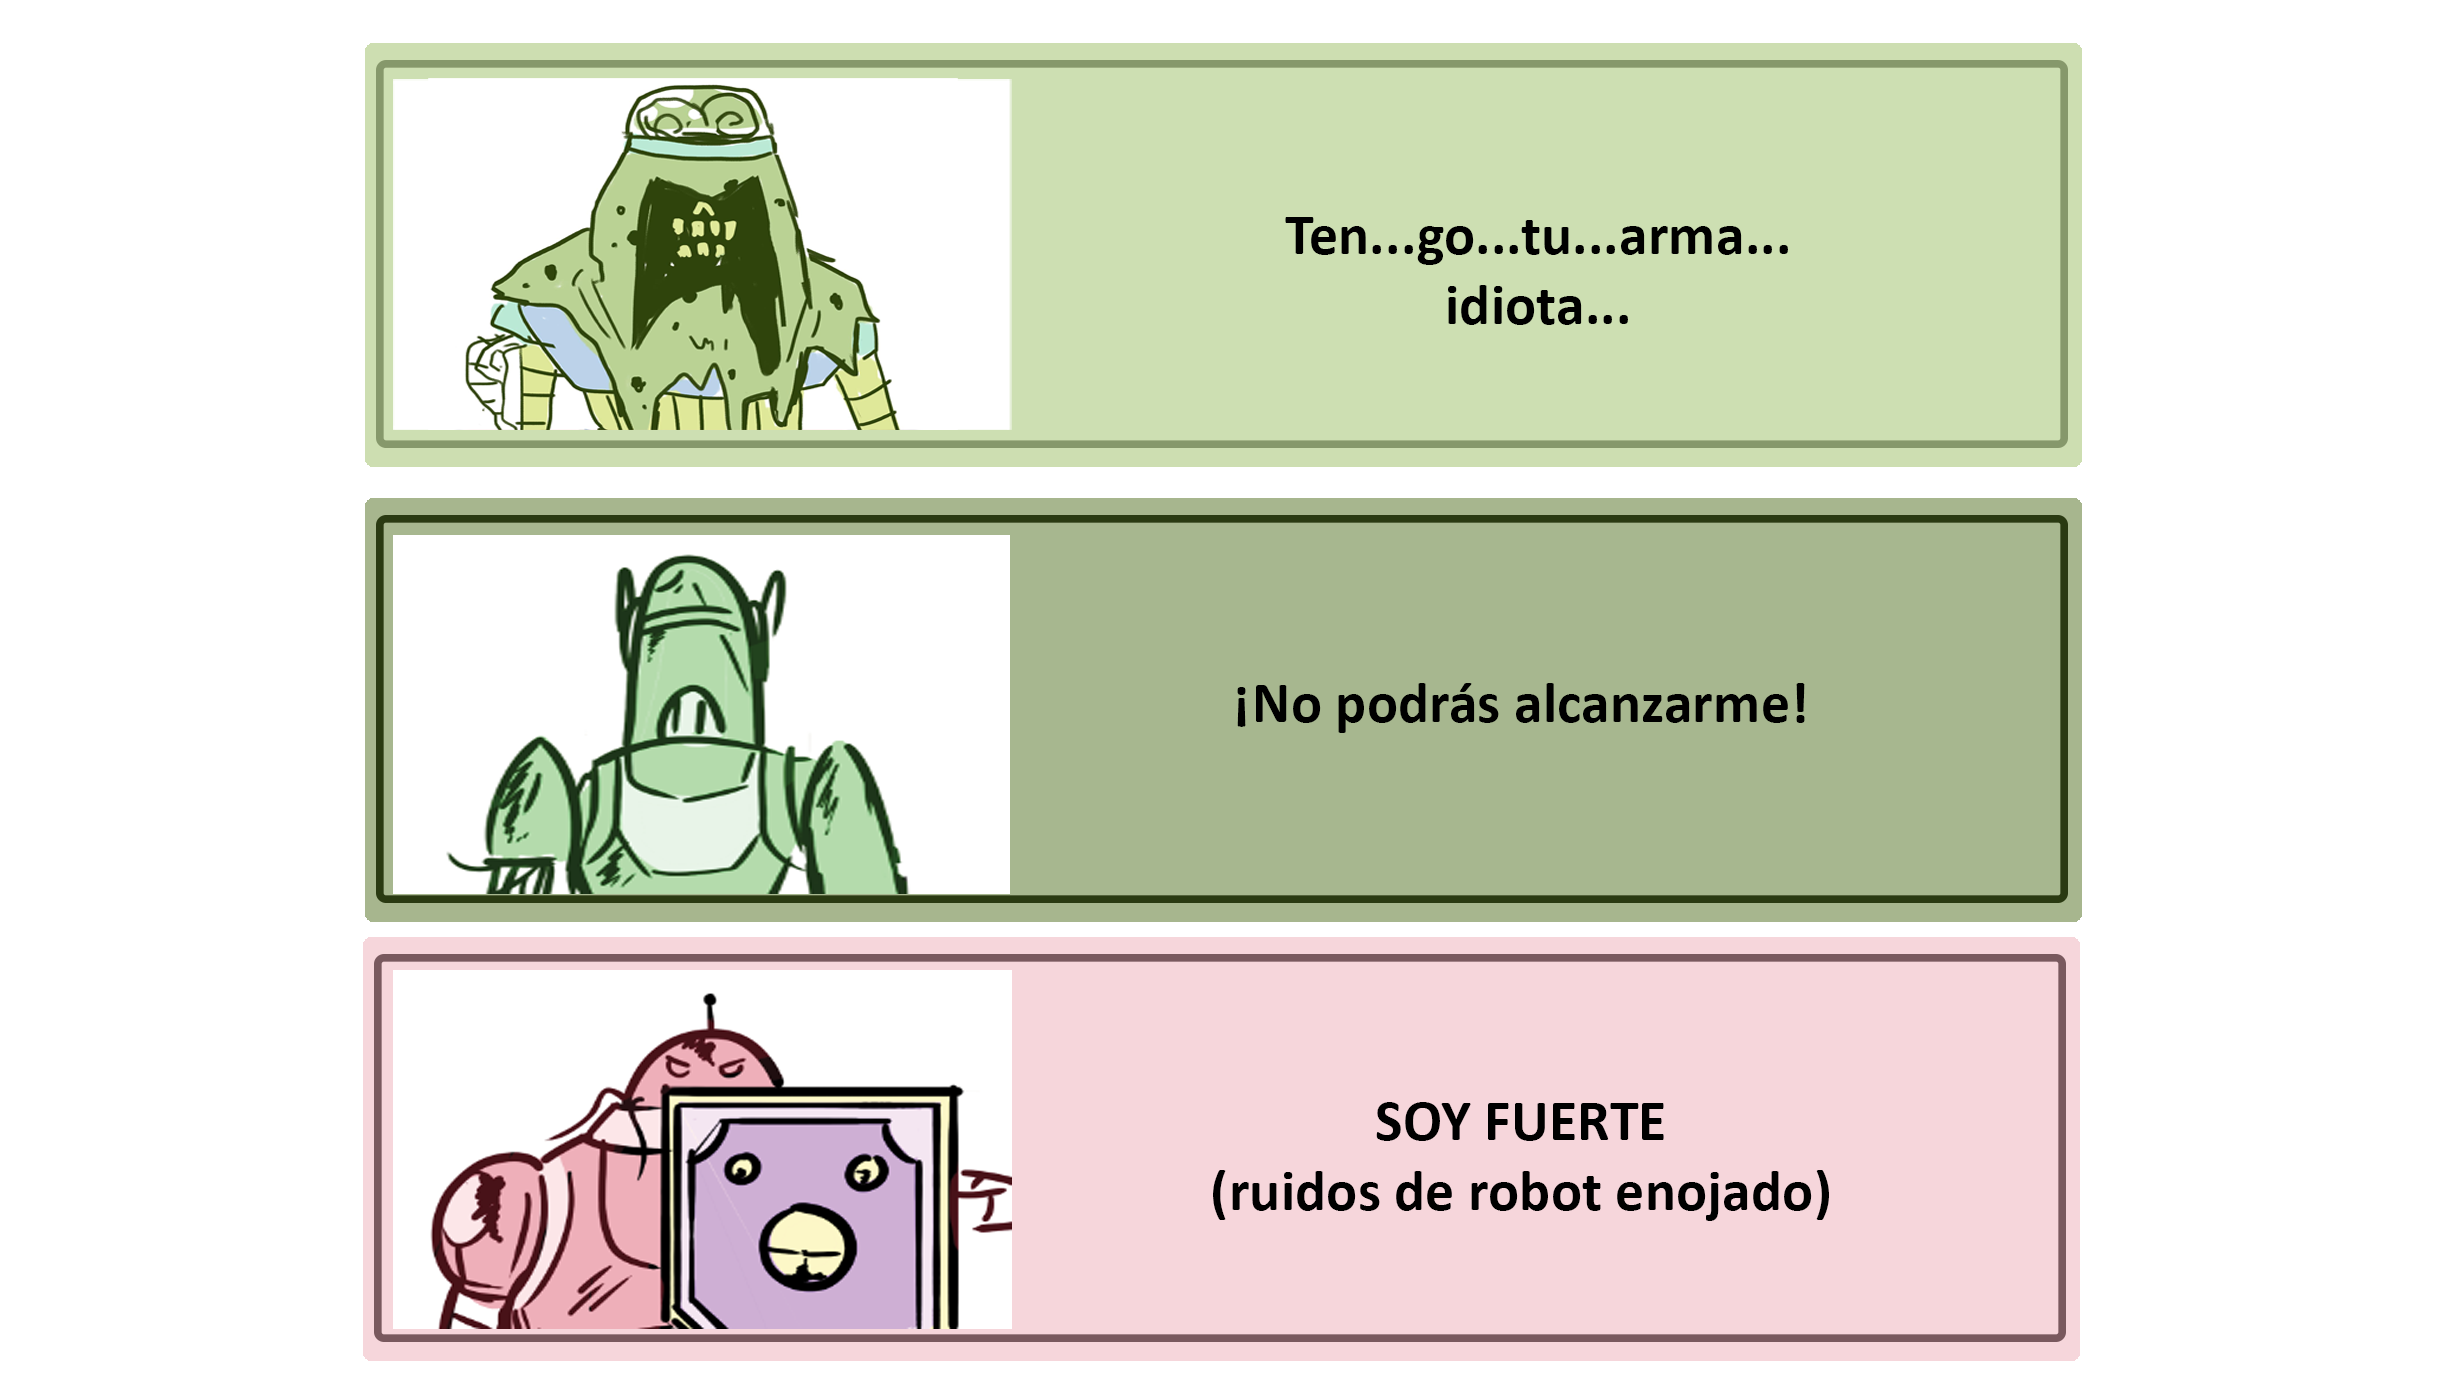 Ten...go...tu...arma...
idiota...
¡No podrás alcanzarme!
SOY FUERTE
(ruidos de robot enojado)